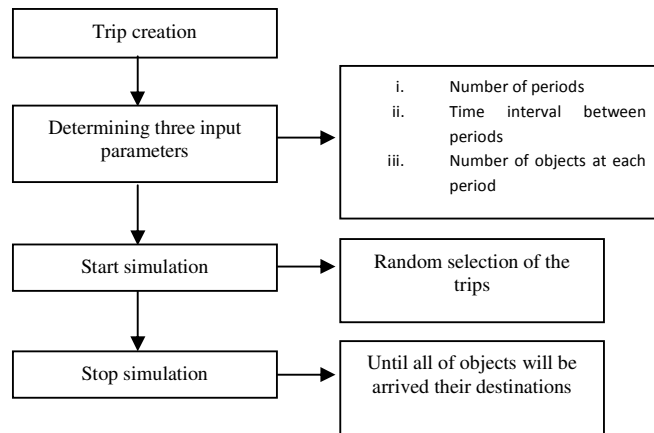 Trip creation
Determining three input
parameters
i. Number of periods
ii. Time interval between
periods
iii. Number of objects at each
period
Start simulation
Random selection of the
trips
Stop simulation
Until all of objects will be
arrived their destinations